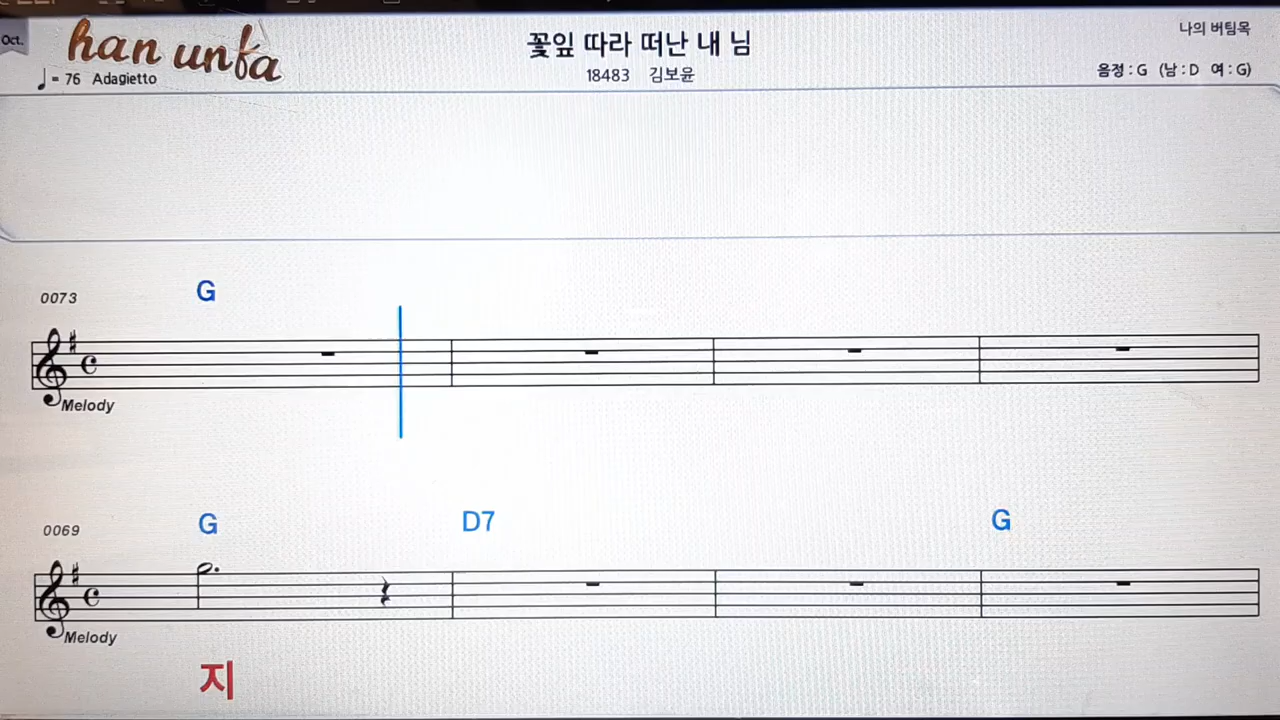 Oct.
han unfa
꽃잎 따라 떠난 내 님
나의 버팀목
= 76 Adagietto
18483 김보윤
음정 : G (남 : D 여 : G)
0073
G
Melody
0069
G D7 G
Melody
지